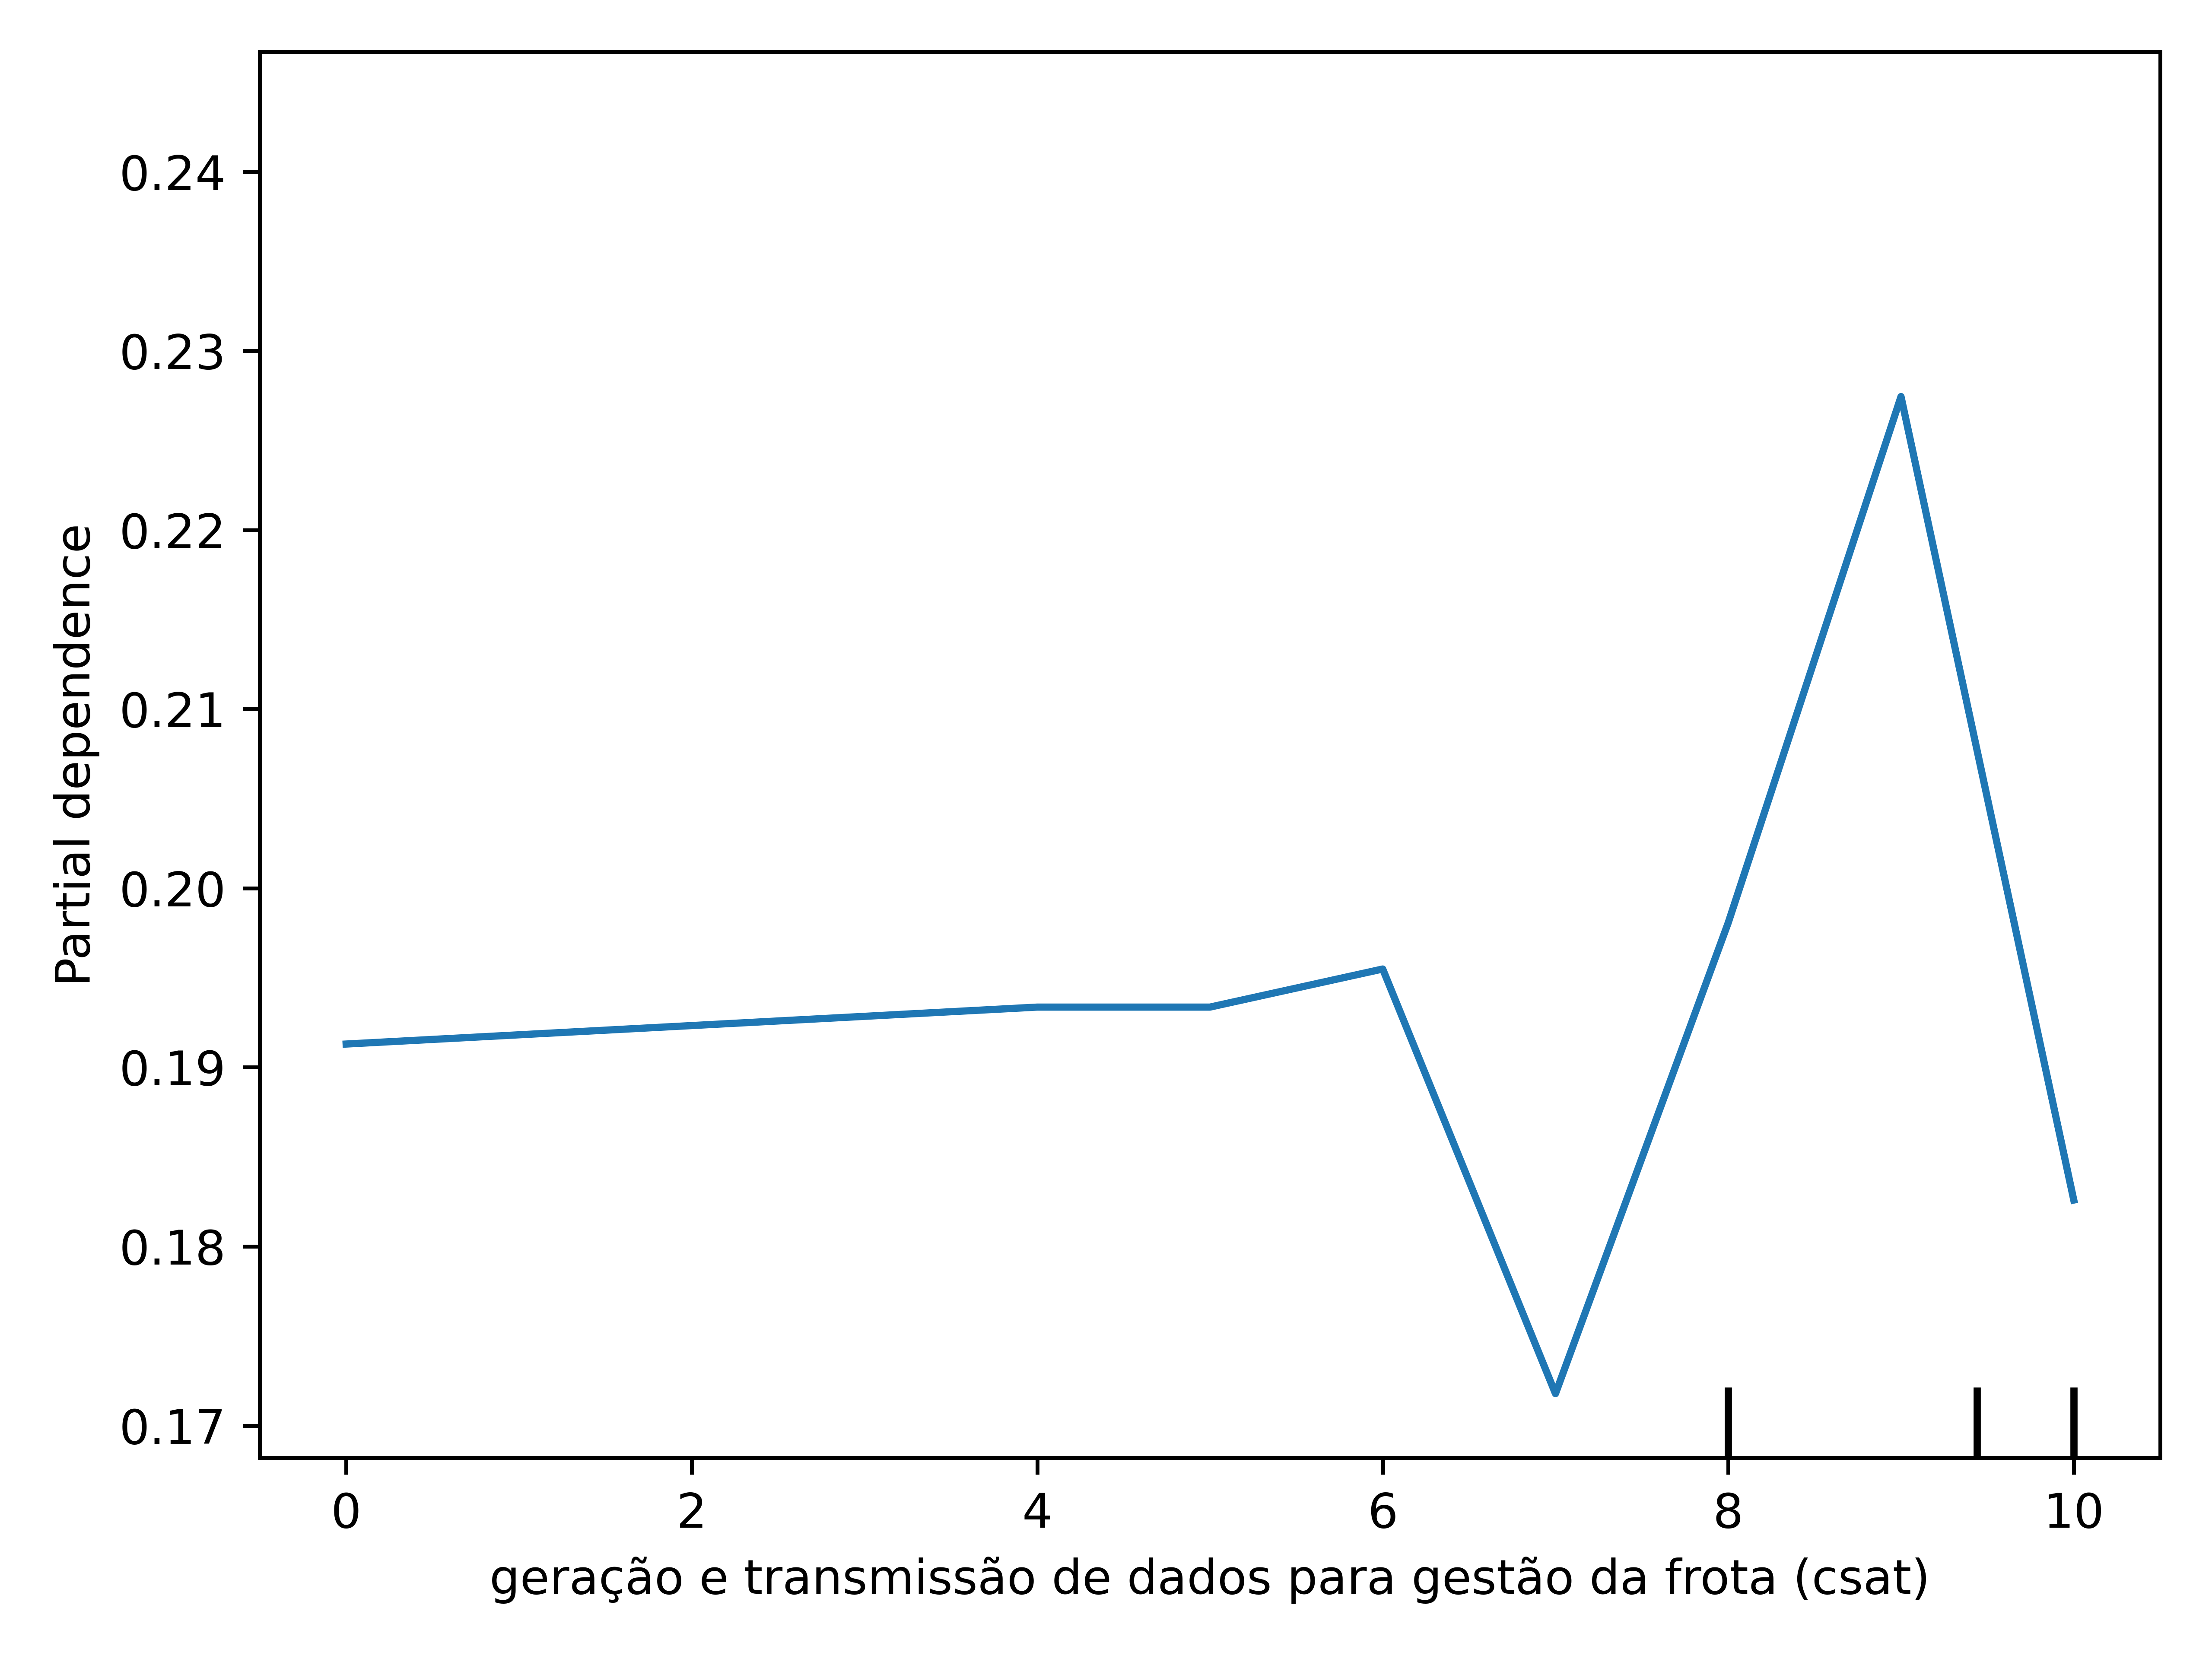 0.24
0.23
0.22
0.21
0.20
0.19
0.18
0.17
Partial dependence
0 2 4 6 8 10
geração e transmissão de dados para gestão da frota (csat)